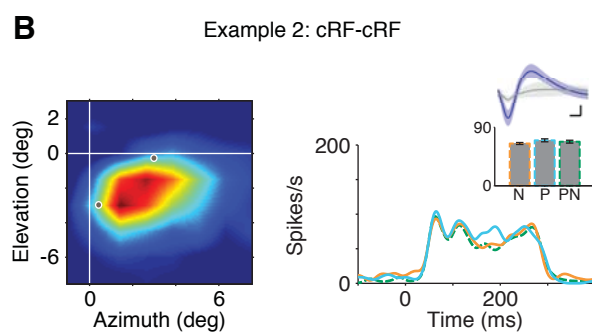 B
Example 2: cRF-cRF
Elevation (deg)
2
0
-6
0
6
Azimuth (deg)
Spikes/s
200
0
0
200
Time (ms)
90
0
N P PN